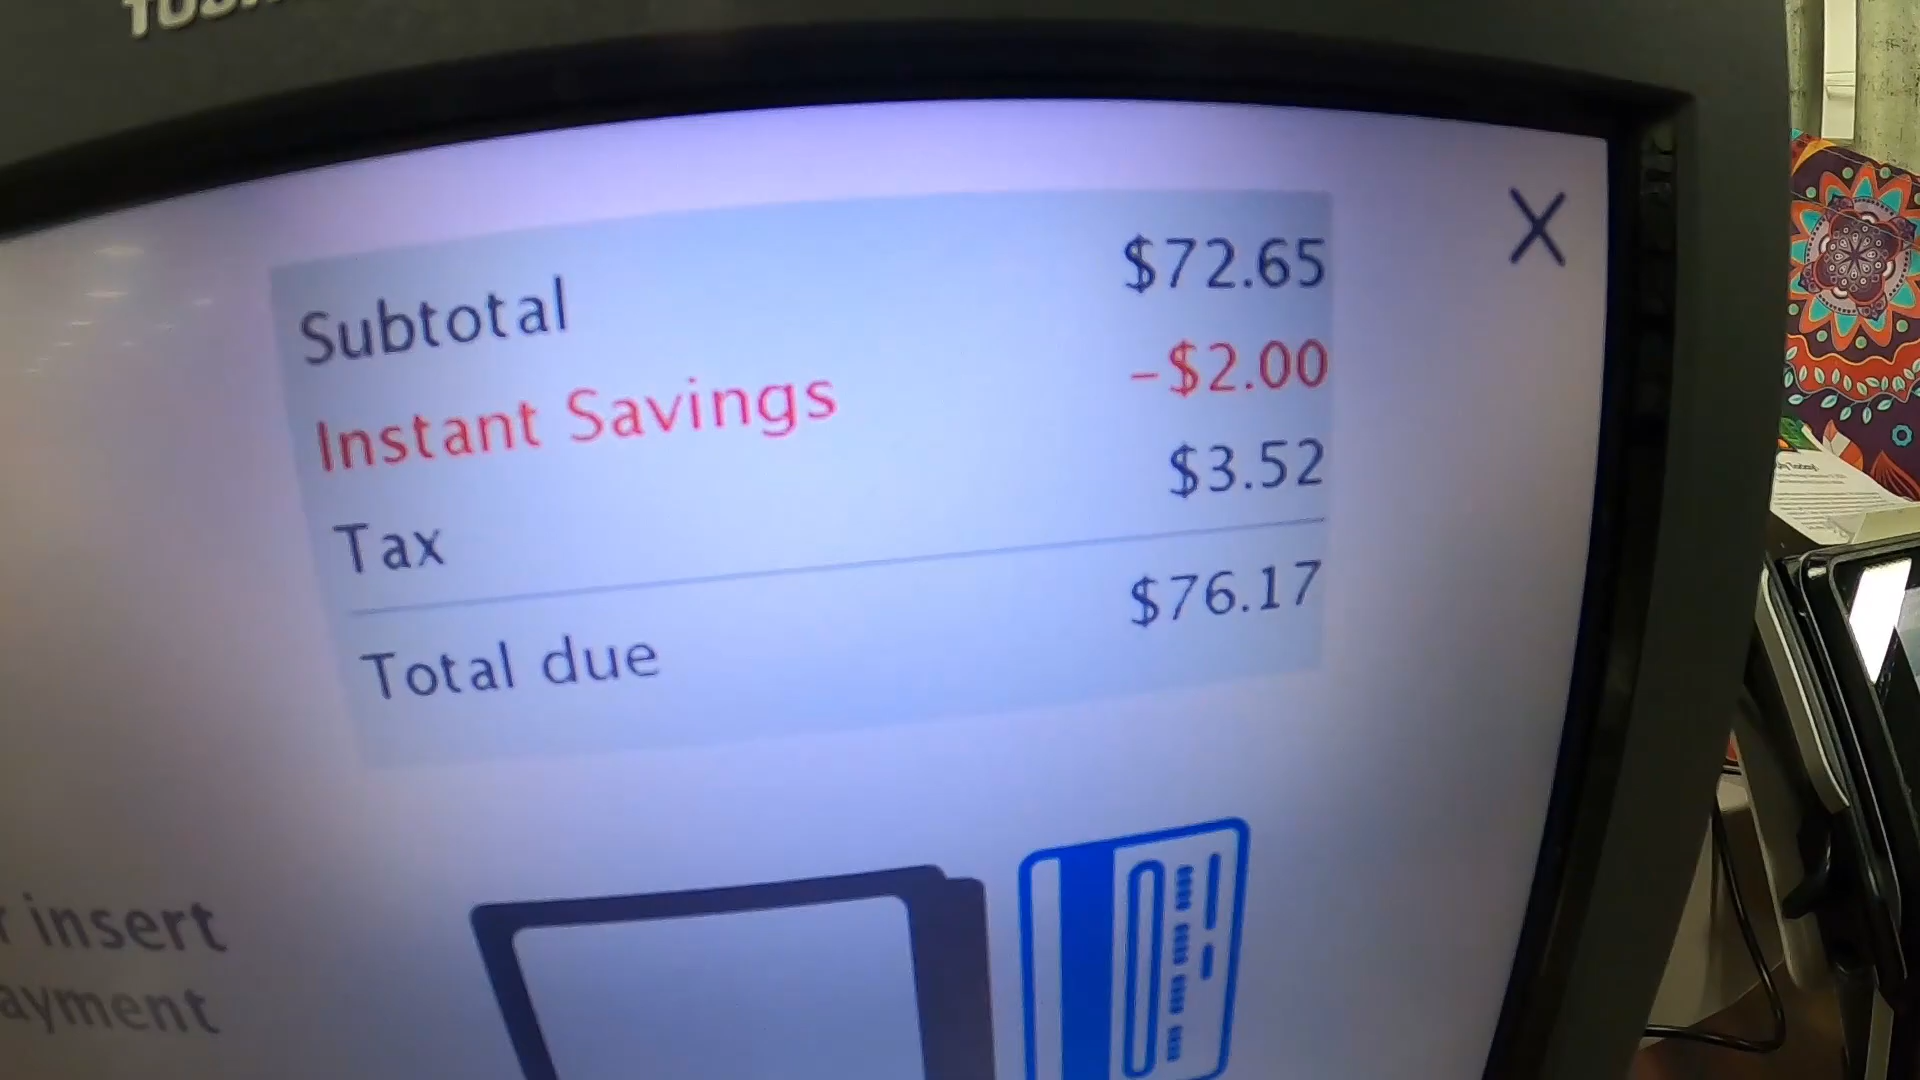 Subtotal $72.65
Instant Savings -$2.00
Tax $3.52
Total due $76.17
X
insert
ayment